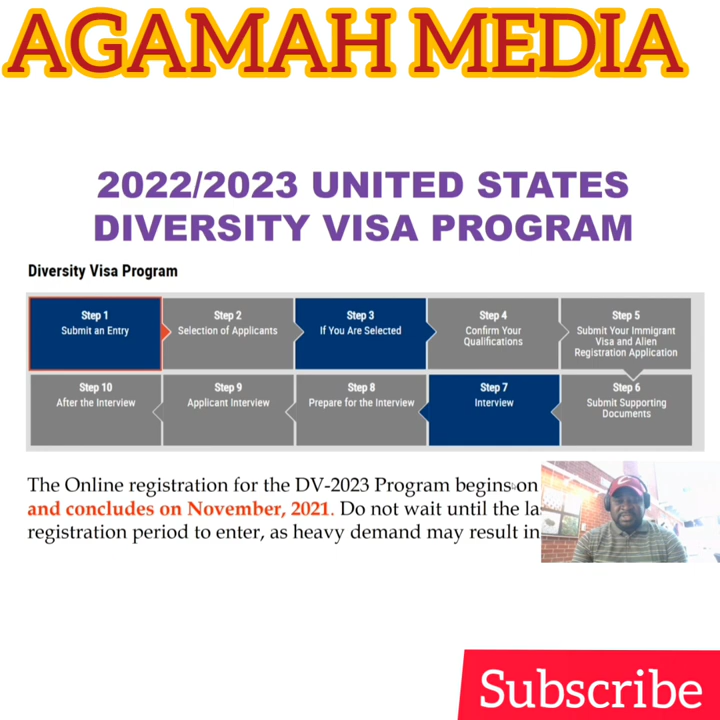 AGAMAH MEDIA
2022/2023 UNITED STATES
DIVERSITY VISA PROGRAM
Diversity Visa Program
Step 1
Submit an Entry
Step 2
Selection of Applicants
Step 3
If You Are Selected
Step 4
Confirm Your
Qualifications
Step 5
Submit Your Immigrant
Visa and Alien
Registration Application
Step 10
After the Interview
Step 9
Applicant Interview
Step 8
Prepare for the Interview
Step 7
Interview
Step 6
Submit Supporting
Documents
The Online registration for the DV-2023 Program begins on
and concludes on November, 2021. Do not wait until the la
registration period to enter, as heavy demand may result in
Subscribe